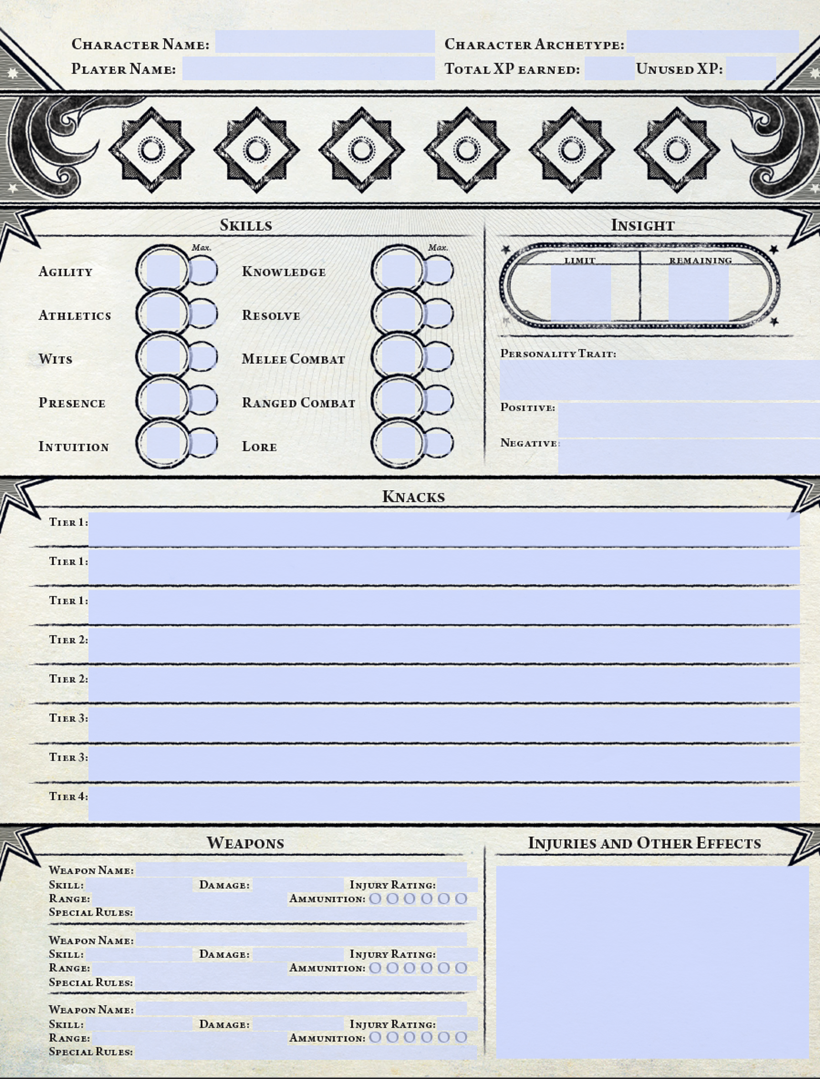 Character Name: Character Archetype:
Player Name: Total XP earned: Unused XP:
Skills
Max. Max.
Agility Knowledge
Athletics Resolve
Wits Melee Combat
Presence Ranged Combat
Intuition Lore
Insight
Limit Remaining
Personality Trait:
Positive:
Negative:
Knacks
Tier 1:
Tier 1:
Tier 1:
Tier 2:
Tier 2:
Tier 3:
Tier 3:
Tier 4:
Weapons
Weapon Name:
Skill: Damage: Injury Rating:
Range: Ammunition:
Special Rules:
Weapon Name:
Skill: Damage: Injury Rating:
Range: Ammunition:
Special Rules:
Weapon Name:
Skill: Damage: Injury Rating:
Range: Ammunition:
Special Rules:
Injuries and Other Effects